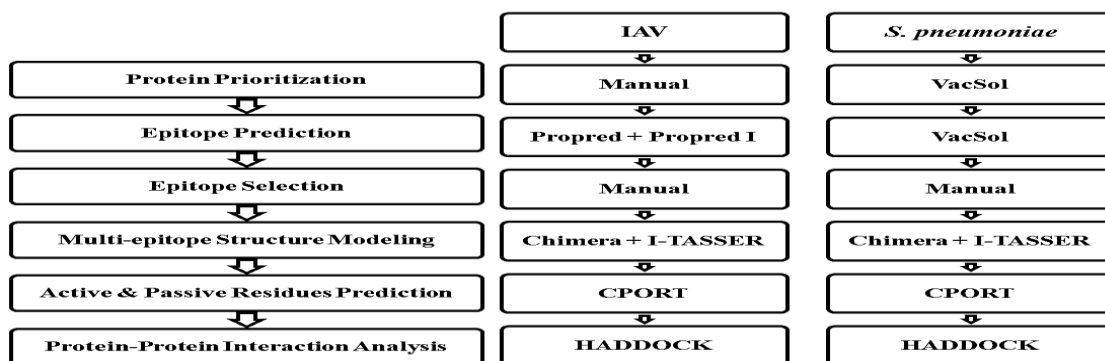 IAV
S. pneumoniae
Protein Prioritization
Manual
VacSol
Epitope Prediction
Propred + Propred I
VacSol
Epitope Selection
Manual
Manual
Multi-epitope Structure Modeling
Chimera + I-TASSER
Chimera + I-TASSER
Active & Passive Residues Prediction
CPORT
CPORT
Protein-Protein Interaction Analysis
HADDOCK
HADDOCK